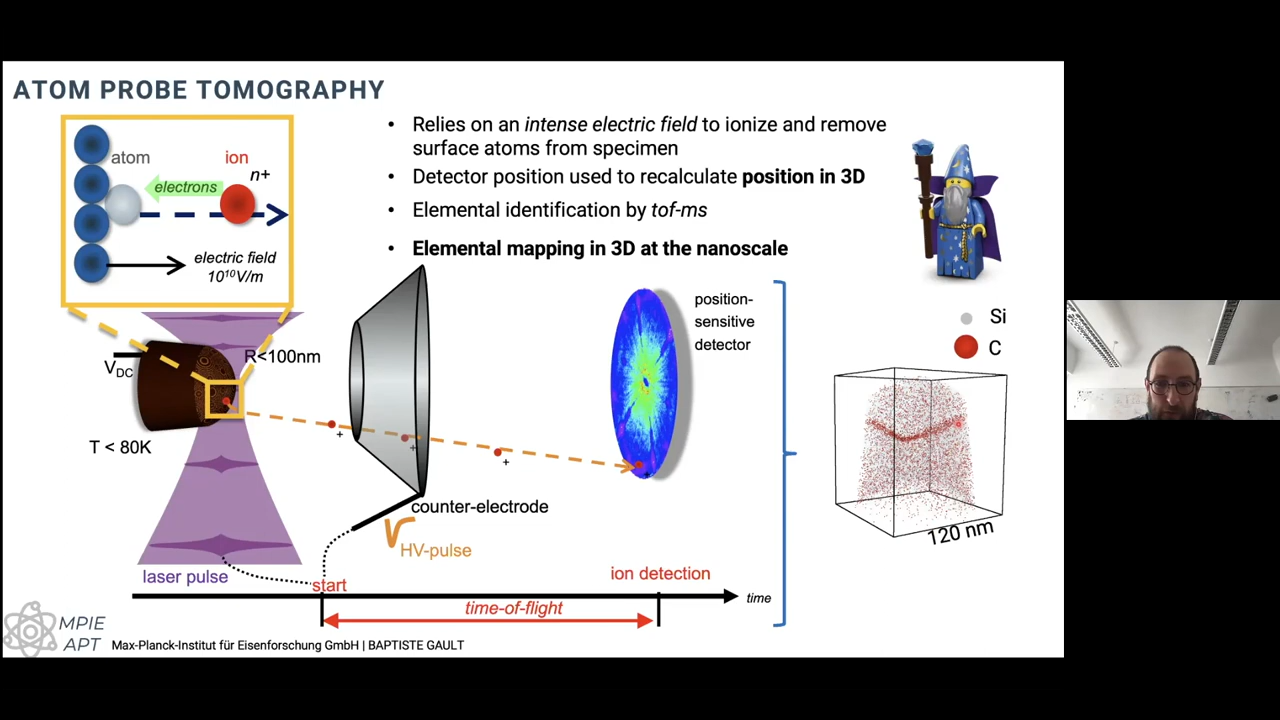 ATOM PROBE TOMOGRAPHY
• Relies on an intense electric field to ionize and remove
surface atoms from specimen
• Detector position used to recalculate position in 3D
• Elemental identification by tof-ms
• Elemental mapping in 3D at the nanoscale
atom
ion
n+
electrons
electric field
10¹⁰V/m
R<100nm
V_DC
T < 80K
+
+
+
+
position-
sensitive
detector
Si
C
120 nm
counter-electrode
HV-pulse
laser pulse
start
ion detection
time-of-flight
time
MPIE
APT
Max-Planck-Institut für Eisenforschung GmbH | BAPTISTE GAULT